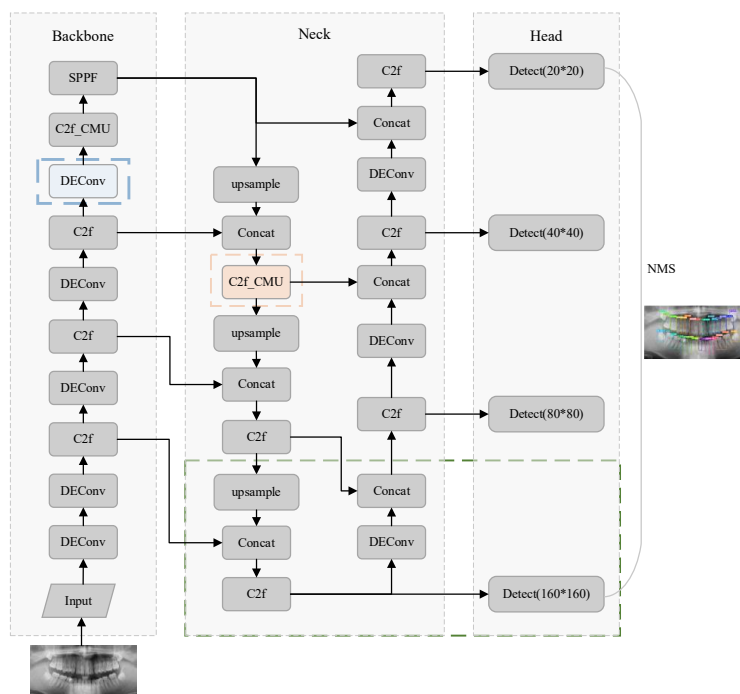 Backbone
SPPF
C2f_CMU
DEConv
C2f
DEConv
C2f
DEConv
C2f
DEConv
DEConv
Input
Neck
upsample
Concat
C2f_CMU
upsample
Concat
C2f
upsample
Concat
C2f
C2f
Concat
DEConv
C2f
Concat
DEConv
C2f
Concat
DEConv
Head
Detect(20*20)
Detect(40*40)
Detect(80*80)
Detect(160*160)
NMS